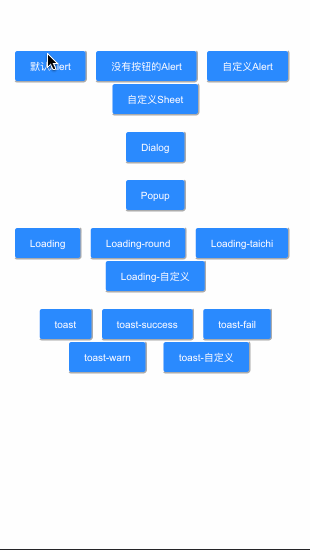 默认Alert 没有按钮的Alert 自定义Alert
自定义Sheet
Dialog
Popup
Loading Loading-round Loading-taichi
Loading-自定义
toast toast-success toast-fail
toast-warn toast-自定义